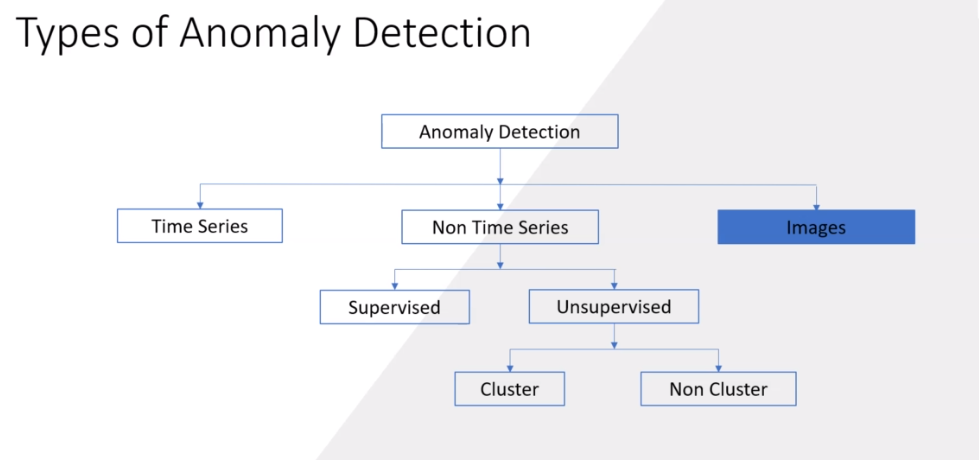 Types of Anomaly Detection
Anomaly Detection
Time Series
Non Time Series
Images
Supervised
Unsupervised
Cluster
Non Cluster